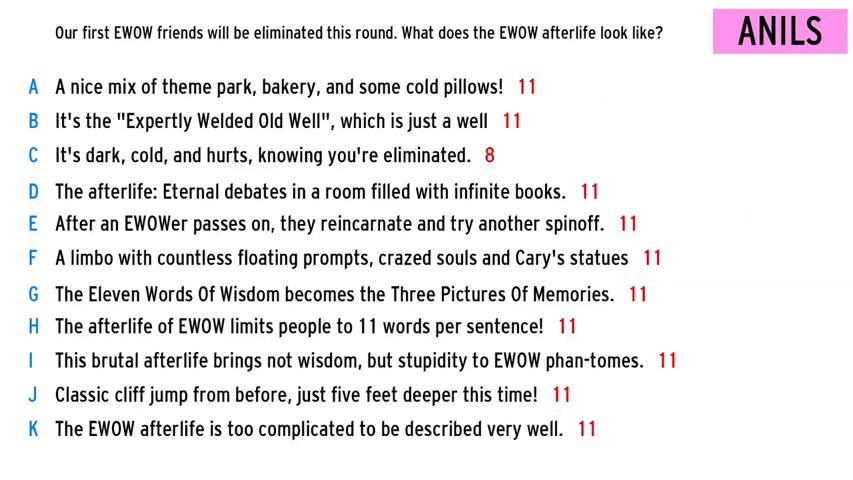 Our first EWOW friends will be eliminated this round. What does the EWOW afterlife look like?
ANILS
A A nice mix of theme park, bakery, and some cold pillows! 11
B It's the "Expertly Welded Old Well", which is just a well 11
C It's dark, cold, and hurts, knowing you're eliminated. 8
D The afterlife: Eternal debates in a room filled with infinite books. 11
E After an EWOWer passes on, they reincarnate and try another spinoff. 11
F A limbo with countless floating prompts, crazed souls and Cary's statues 11
G The Eleven Words Of Wisdom becomes the Three Pictures Of Memories. 11
H The afterlife of EWOW limits people to 11 words per sentence! 11
I This brutal afterlife brings not wisdom, but stupidity to EWOW phan-tomes. 11
J Classic cliff jump from before, just five feet deeper this time! 11
K The EWOW afterlife is too complicated to be described very well. 11